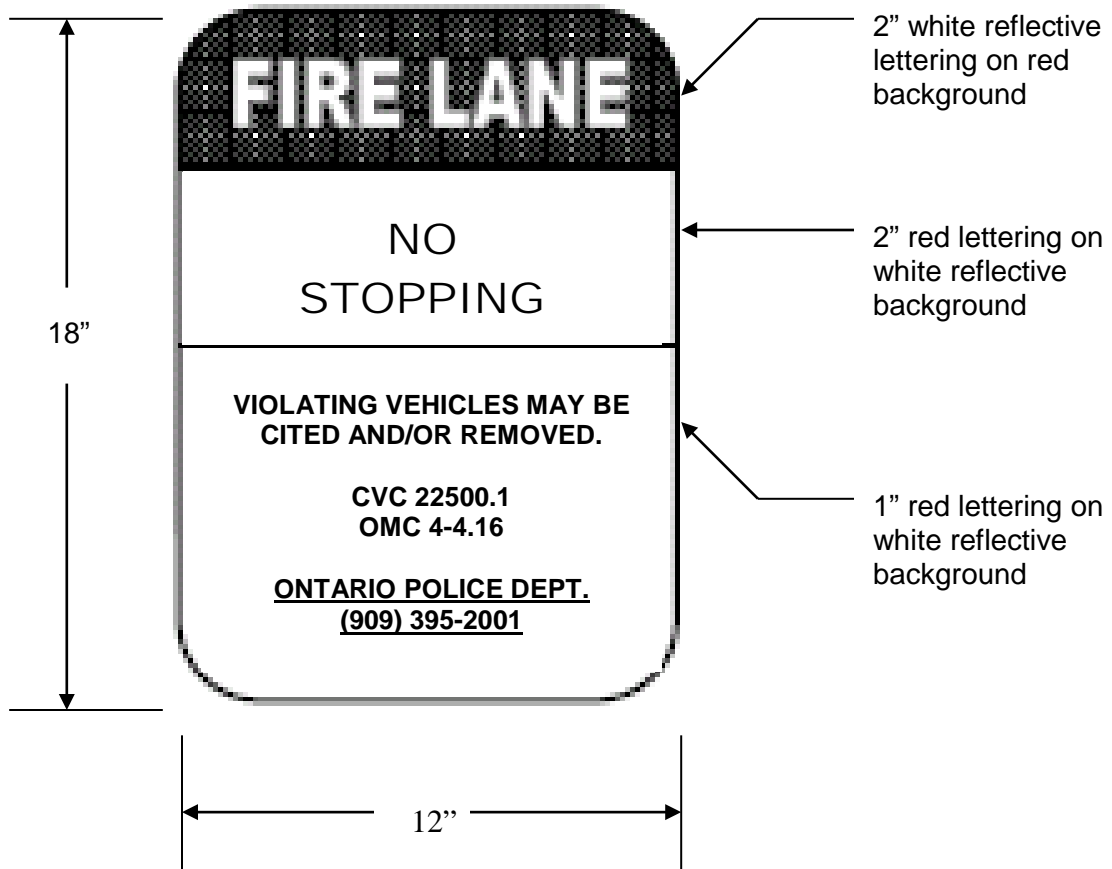 FIRE LANE
NO
STOPPING
VIOLATING VEHICLES MAY BE
CITED AND/OR REMOVED.
CVC 22500.1
OMC 4-4.16
ONTARIO POLICE DEPT.
(909) 395-2001
18”
12”
2” white reflective
lettering on red
background
2” red lettering on
white reflective
background
1” red lettering on
white reflective
background